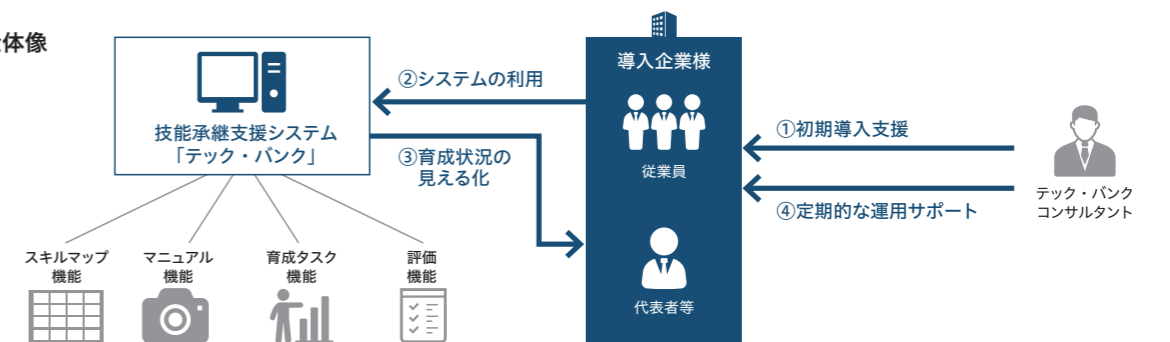 体像
技能承継支援システム
「テック・バンク」
スキルマップ
機能
マニュアル
機能
育成タスク
機能
評価
機能
②システムの利用
③育成状況の
見える化
導入企業様
従業員
代表者等
①初期導入支援
④定期的な運用サポート
テック・バンク
コンサルタント